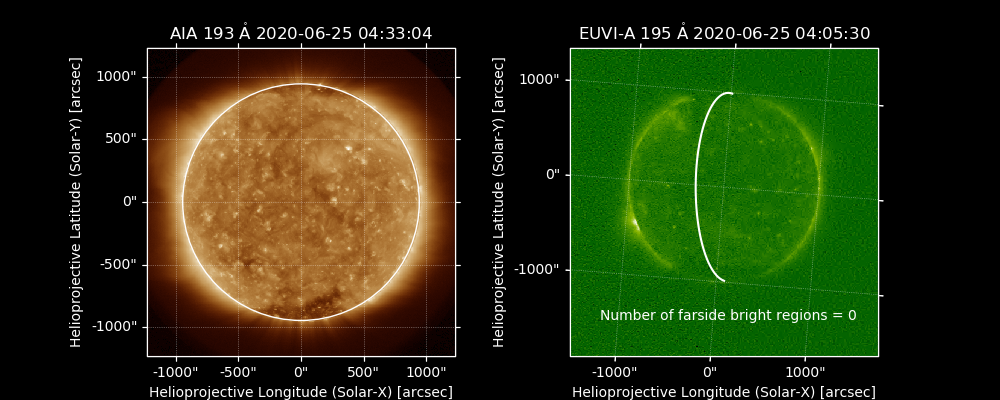 AIA 193 Å 2020-06-25 04:33:04
Helioprojective Latitude (Solar-Y) [arcsec]
1000"
500"
0"
-500"
-1000"
-1000"
-500"
0"
500"
1000"
Helioprojective Longitude (Solar-X) [arcsec]
EUVI-A 195 Å 2020-06-25 04:05:30
Helioprojective Latitude (Solar-Y) [arcsec]
1000"
0"
-1000"
Number of farside bright regions = 0
-1000"
0"
1000"
Helioprojective Longitude (Solar-X) [arcsec]